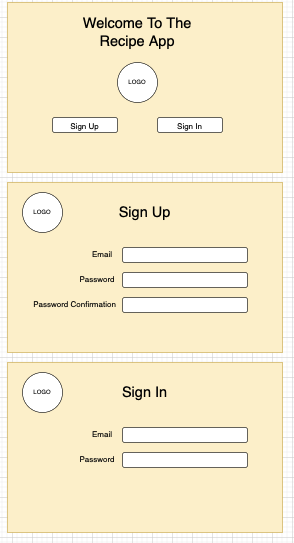 Welcome To The
Recipe App
LOGO
Sign Up
Sign In
LOGO
Sign Up
Email
Password
Password Confirmation
LOGO
Sign In
Email
Password